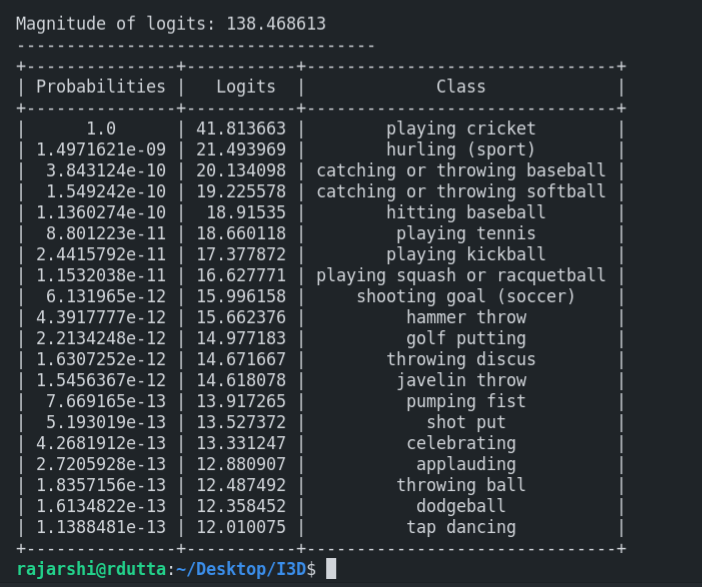 Magnitude of logits: 138.468613
------------------------------------
+---------------+-----------+-------------------------------+
| Probabilities |   Logits  |             Class             |
+---------------+-----------+-------------------------------+
|      1.0      | 41.813663 |        playing cricket        |
| 1.4971621e-09 | 21.493969 |        hurling (sport)        |
|  3.843124e-10 | 20.134098 | catching or throwing baseball |
|  1.549242e-10 | 19.225578 | catching or throwing softball |
| 1.1360274e-10 |  18.91535 |        hitting baseball       |
|  8.801223e-11 | 18.660118 |         playing tennis        |
| 2.4415792e-11 | 17.377872 |        playing kickball       |
| 1.1532038e-11 | 16.627771 | playing squash or racquetball |
|  6.131965e-12 | 15.996158 |     shooting goal (soccer)    |
| 4.3917777e-12 | 15.662376 |          hammer throw         |
| 2.2134248e-12 | 14.977183 |          golf putting         |
| 1.6307252e-12 | 14.671667 |        throwing discus        |
| 1.5456367e-12 | 14.618078 |         javelin throw         |
|  7.669165e-13 | 13.917265 |          pumping fist         |
|  5.193019e-13 | 13.527372 |            shot put           |
| 4.2681912e-13 | 13.331247 |          celebrating          |
| 2.7205928e-13 | 12.880907 |           applauding          |
| 1.8357156e-13 | 12.487492 |         throwing ball         |
| 1.6134822e-13 | 12.358452 |           dodgeball           |
| 1.1388481e-13 | 12.010075 |          tap dancing          |
+---------------+-----------+-------------------------------+
rajarshi@rdutta:~/Desktop/I3D$